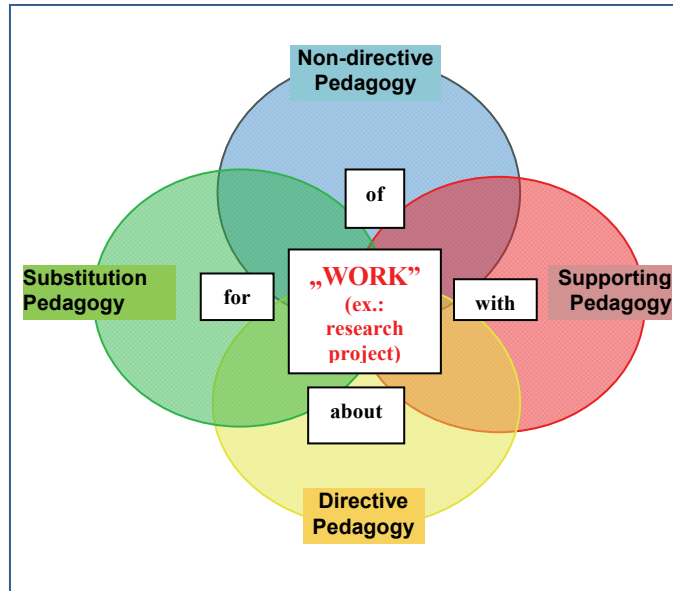 Non-directive
Pedagogy
of
Substitution
Pedagogy
for
„WORK”
(ex.:
research
project)
with
Supporting
Pedagogy
about
Directive
Pedagogy